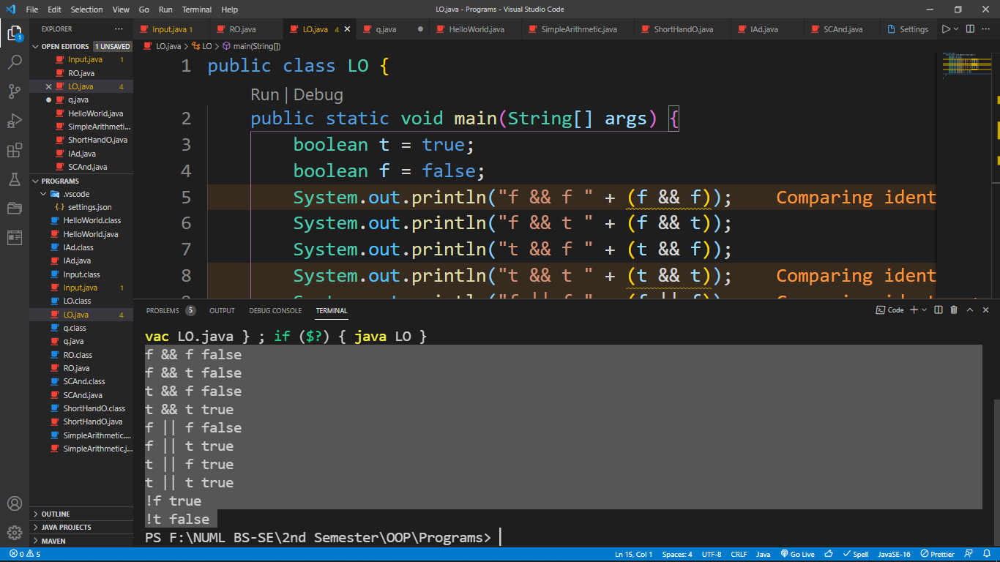 File Edit Selection View Go Run Terminal Help
LO.java - Programs - Visual Studio Code
EXPLORER
Input.java 1
RO.java
LO.java 4
q.java
HelloWorld.java
SimpleArithmetic.java
ShortHandO.java
IAd.java
SCAnd.java
Settings
OPEN EDITORS 1 UNSAVED
Input.java 1
RO.java
LO.java 4
q.java
HelloWorld.java
SimpleArithmeti...
ShortHandO.java
IAd.java
SCAnd.java
PROGRAMS
.vscode
{ } settings.json
HelloWorld.class
HelloWorld.java
IAd.class
IAd.java
Input.class
Input.java 1
LO.class
LO.java 4
q.class
q.java
RO.class
RO.java
SCAnd.class
SCAnd.java
ShortHandO.class
ShortHandO.java
SimpleArithmetic....
SimpleArithmetic.j...
OUTLINE
JAVA PROJECTS
MAVEN
LO.java > LO > main(String[])
1 public class LO {
Run | Debug
2 public static void main(String[] args) {
3 boolean t = true;
4 boolean f = false;
5 System.out.println("f && f " + (f && f)); Comparing ident
6 System.out.println("f && t " + (f && t));
7 System.out.println("t && f " + (t && f));
8 System.out.println("t && t " + (t && t)); Comparing ident
PROBLEMS 5 OUTPUT DEBUG CONSOLE TERMINAL
Code
vac LO.java } ; if ($?) { java LO }
f && f false
f && t false
t && f false
t && t true
f || f false
f || t true
t || f true
t || t true
!f true
!t false
PS F:\NUML BS-SE\2nd Semester\OOP\Programs>
0 5
Ln 15, Col 1 Spaces: 4 UTF-8 CRLF Java Go Live Spell JavaSE-16 Prettier